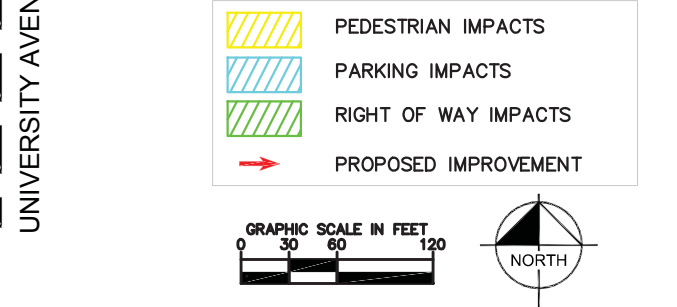 UNIVERSITY AVEN
PEDESTRIAN IMPACTS
PARKING IMPACTS
RIGHT OF WAY IMPACTS
PROPOSED IMPROVEMENT
GRAPHIC SCALE IN FEET
0 30 60 120
NORTH